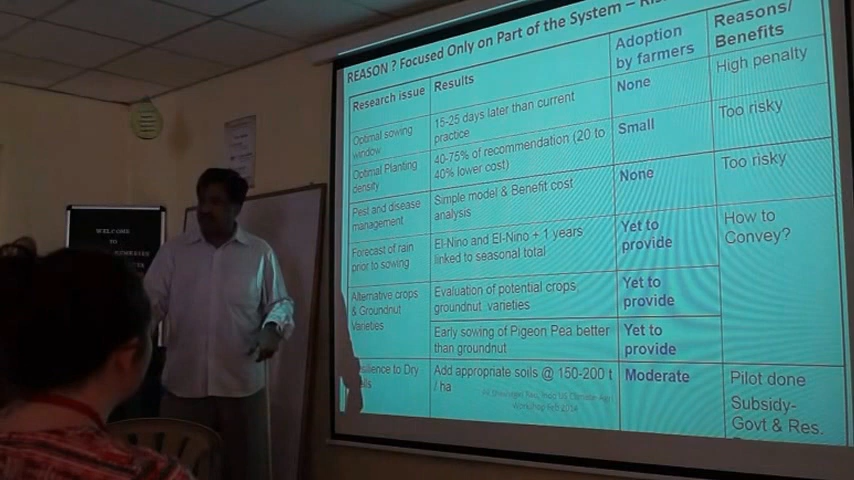 REASON ? Focused Only on Part of the System –
Research issue
Results
Adoption
by farmers
Reasons/
Benefits
Optimal sowing
window
15-25 days later than current
practice
None
High penalty
Optimal Planting
density
40-75% of recommendation (20 to
40% lower cost)
Small
Too risky
Pest and disease
management
Simple model & Benefit cost
analysis
None
Too risky
Forecast of rain
prior to sowing
El-Nino and El-Nino + 1 years
linked to seasonal total
Yet to
provide
How to
Convey?
Alternative crops
& Groundnut
Varieties
Evaluation of potential crops,
groundnut varieties
Yet to
provide
Early sowing of Pigeon Pea better
than groundnut
Yet to
provide
to Dry
Add appropriate soils @ 150-200 t
/ ha
Moderate
Pilot done
Subsidy-
Govt & Res.
Workshop Feb 2014
WELCOME
TO